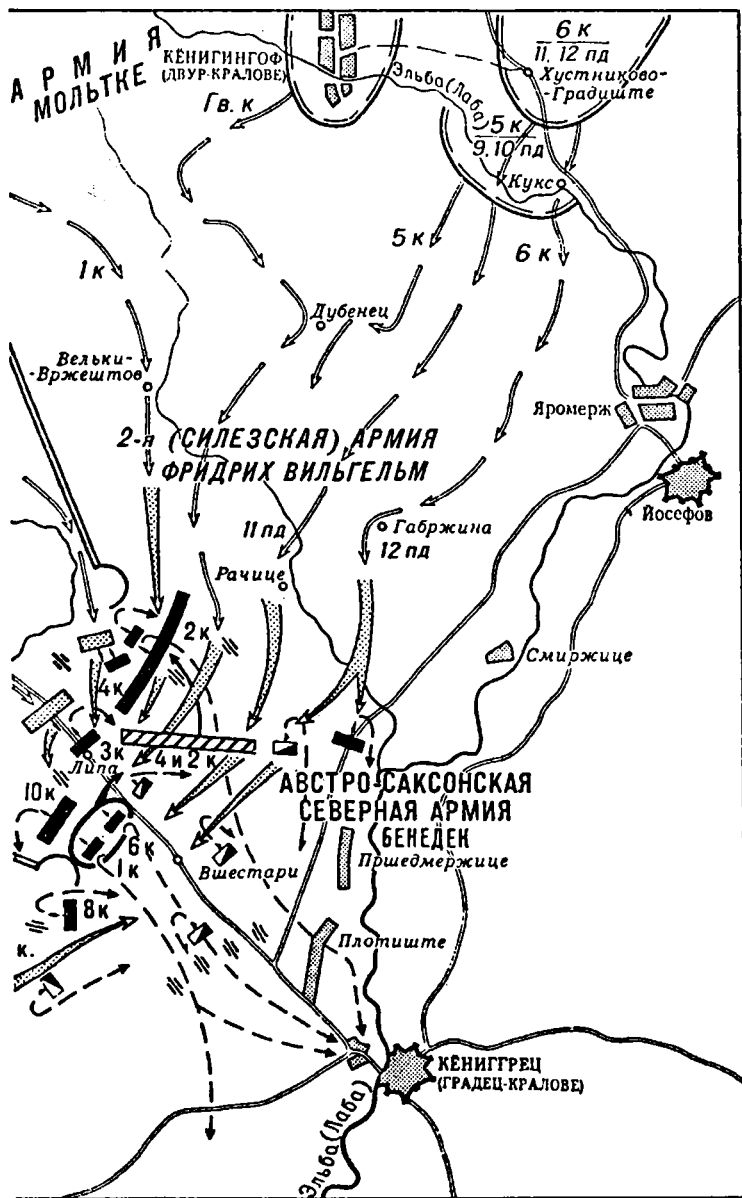 АРМИЯ
МОЛЬТКЕ
КЁНИГИНГОФ
(ДВУР-КРАЛОВЕ)
Эльба (Лаба)
6 к
11, 12 пд
Хустниково-
-Градиште
Гв. к
5 к
9, 10 пд
Кукс
5 к
6 к
1 к
Дубенец
Вельки-
-Вржештов
Яромерж
2-я (СИЛЕЗСКАЯ) АРМИЯ
ФРИДРИХ ВИЛЬГЕЛЬМ
Йосефов
11 пд
Габржина
12 пд
Рачице
2 к
Смиржице
4 к
3 к
4 и 2 к
Липа
АВСТРО-САКСОНСКАЯ
СЕВЕРНАЯ АРМИЯ
БЕНЕДЕК
10 к
6 к
1 к
Вшестари
Пршедмержице
8 к
к.
Плотиште
КЁНИГГРЕЦ
(ГРАДЕЦ-КРАЛОВЕ)
Эльба (Лаба)